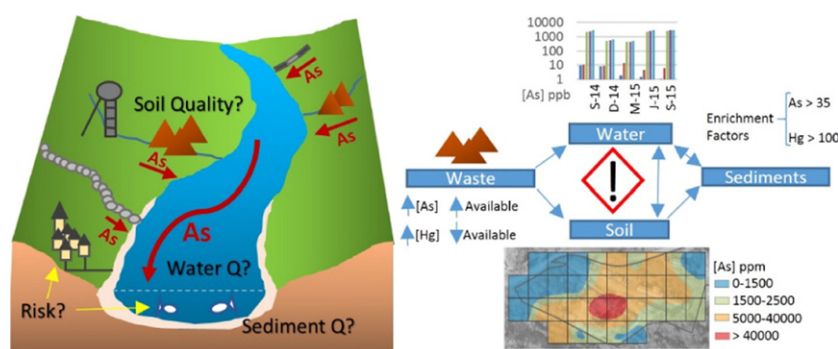 As
Soil Quality?
As
As
As
As
Water Q?
Risk?
Sediment Q?
10000
1000
100
10
1
[As] ppb
S-14
D-14
M-15
J-15
S-15
Enrichment
Factors
As > 35
Hg > 100
Water
!
Waste
Sediments
Soil
[As] Available
[Hg] Available
[As] ppm
0-1500
1500-2500
5000-40000
> 40000